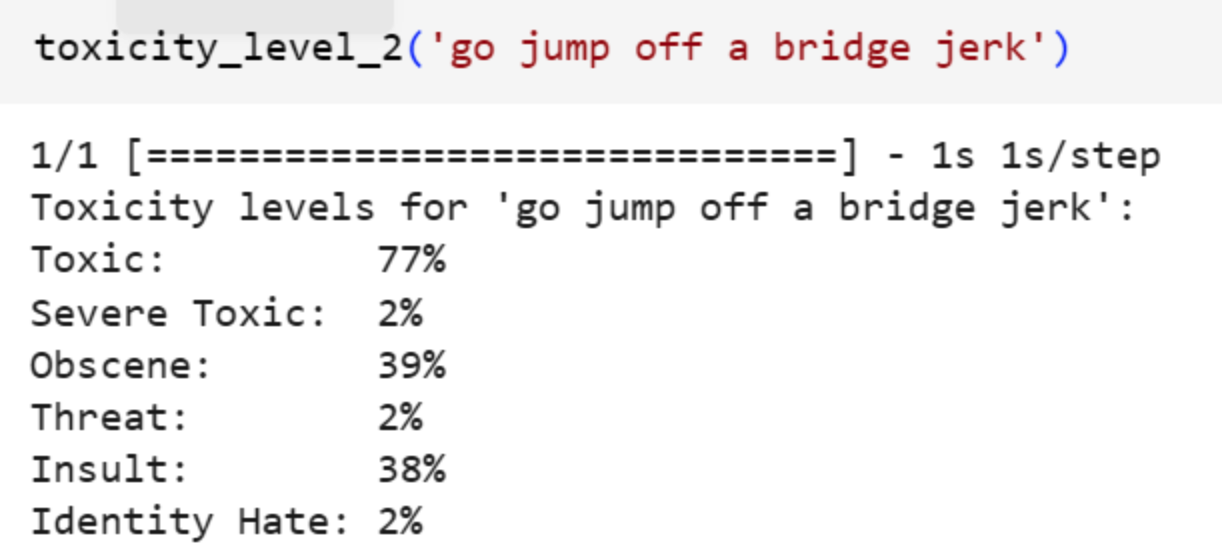 toxicity_level_2('go jump off a bridge jerk')
1/1 [==============================] - 1s 1s/step
Toxicity levels for 'go jump off a bridge jerk':
Toxic: 77%
Severe Toxic: 2%
Obscene: 39%
Threat: 2%
Insult: 38%
Identity Hate: 2%